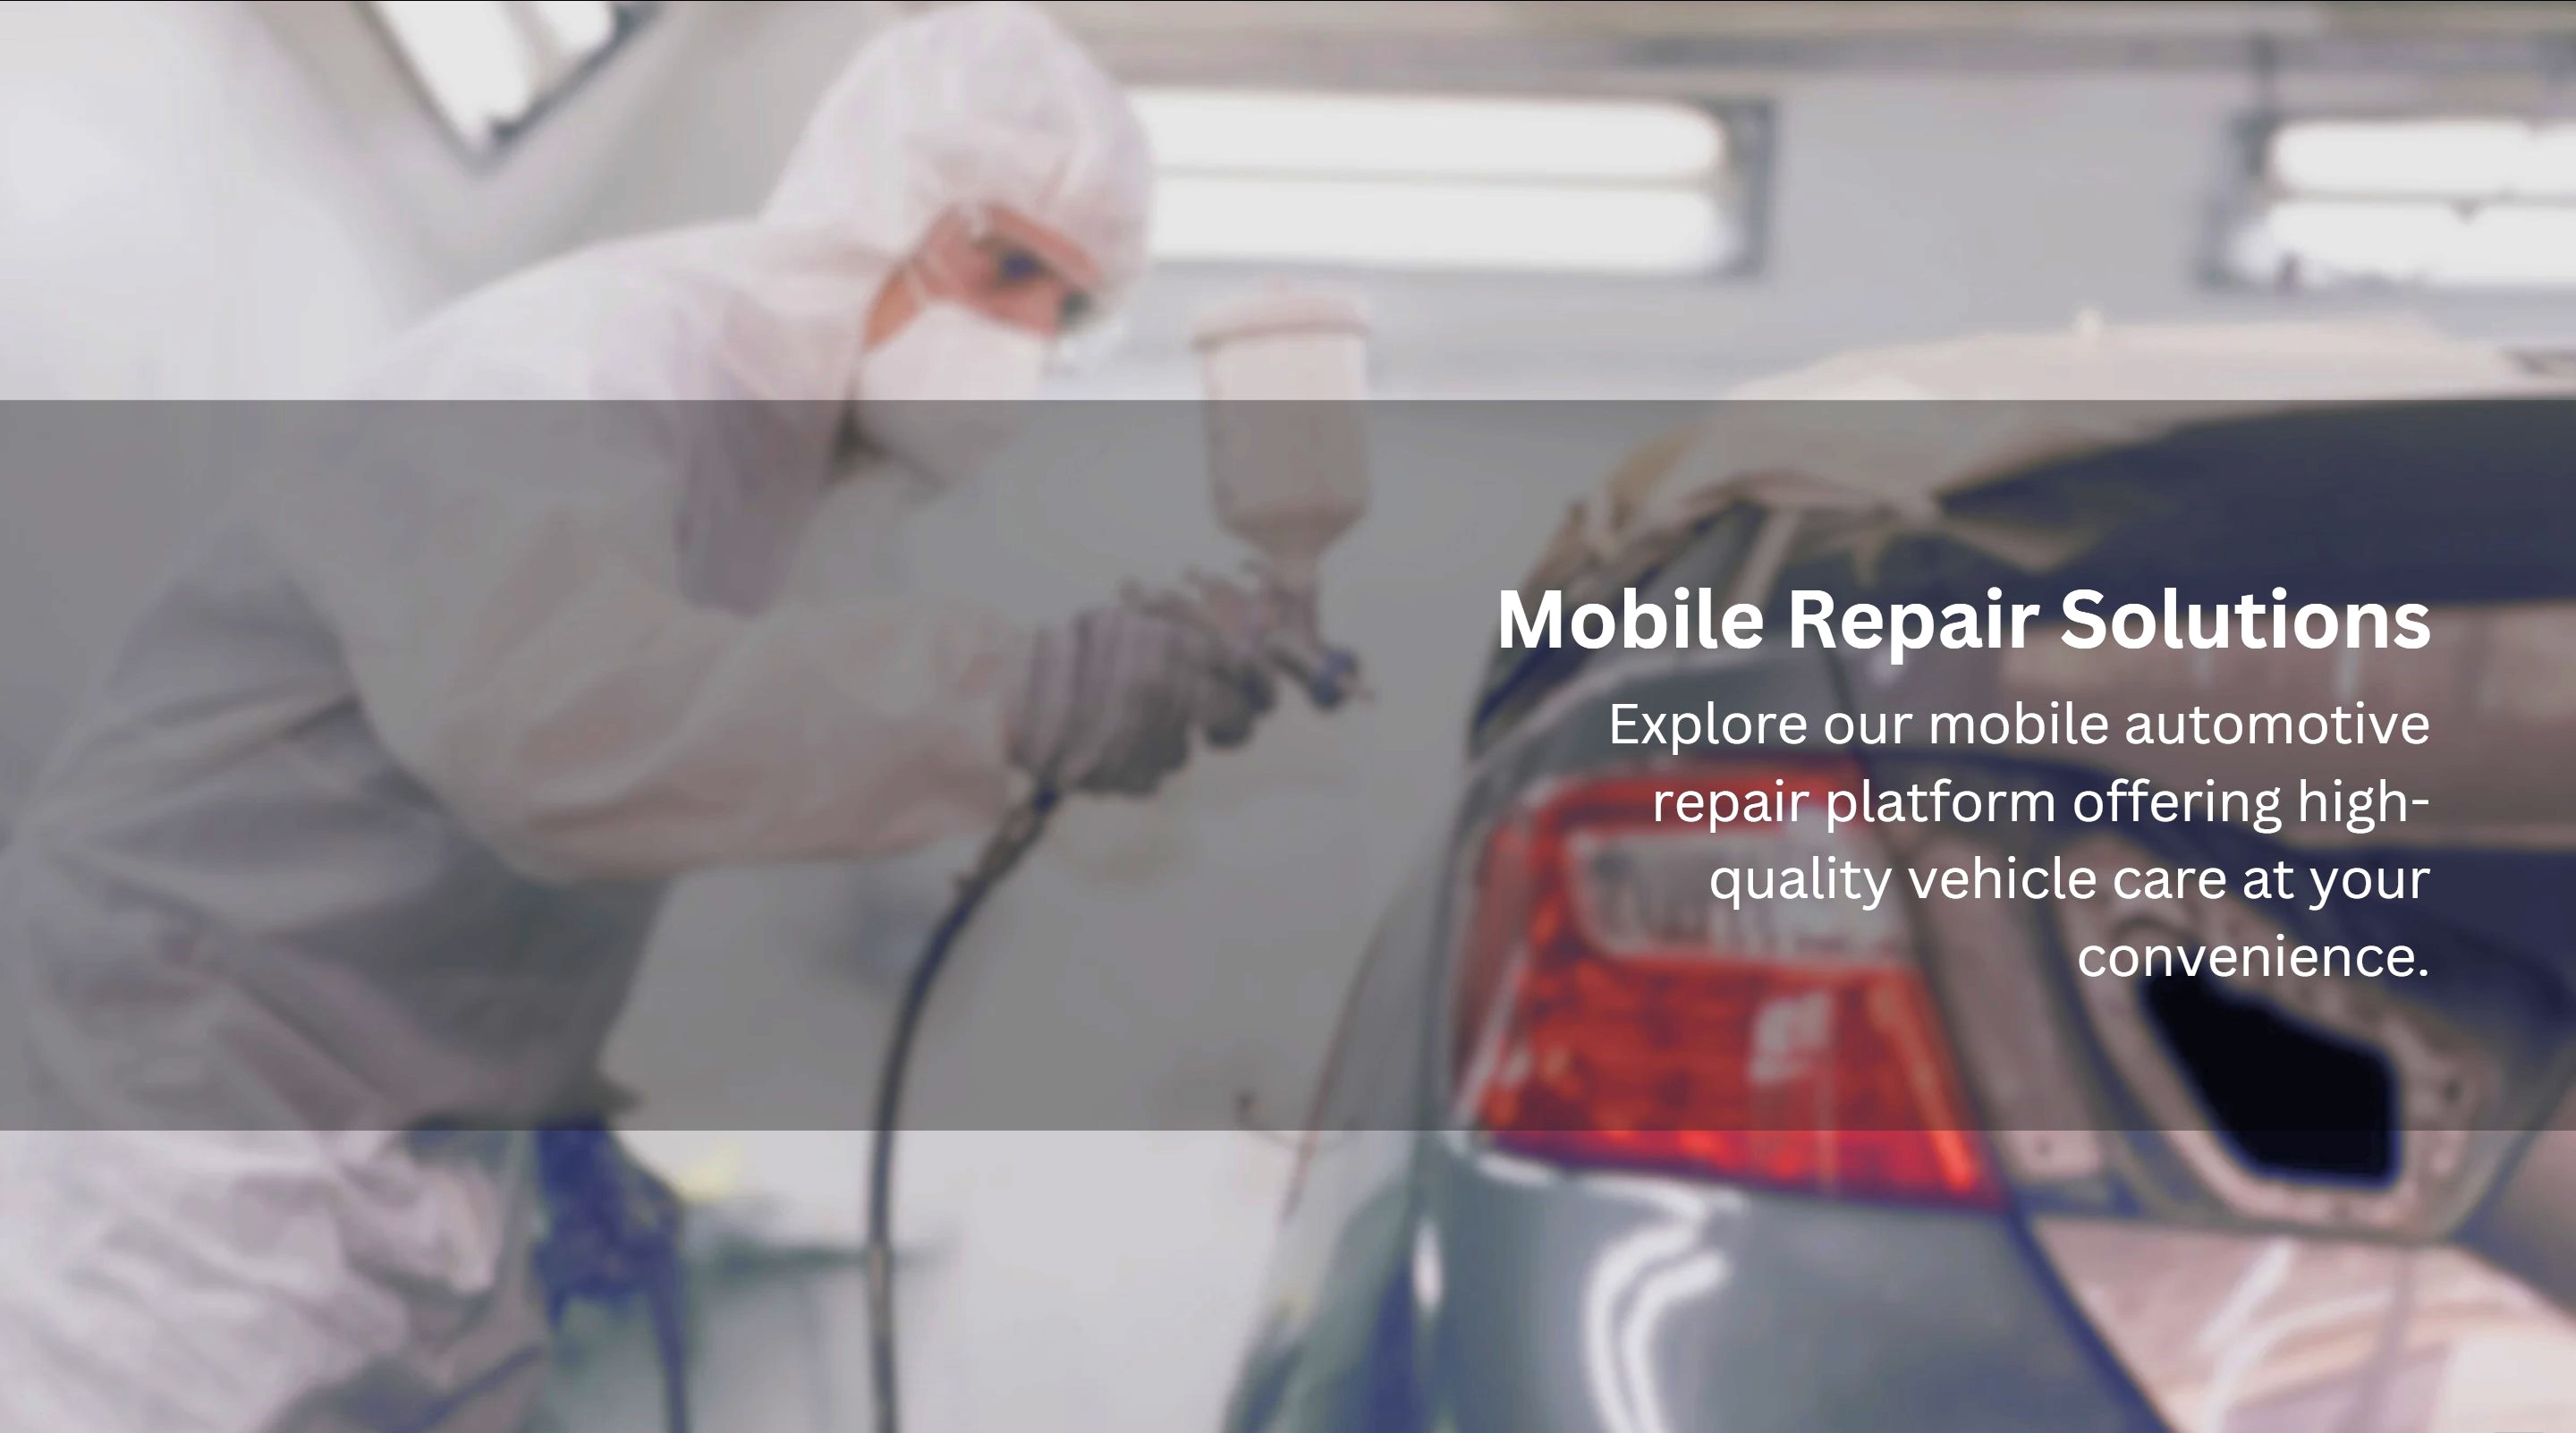 Mobile Repair Solutions
Explore our mobile automotive
repair platform offering high-
quality vehicle care at your
convenience.